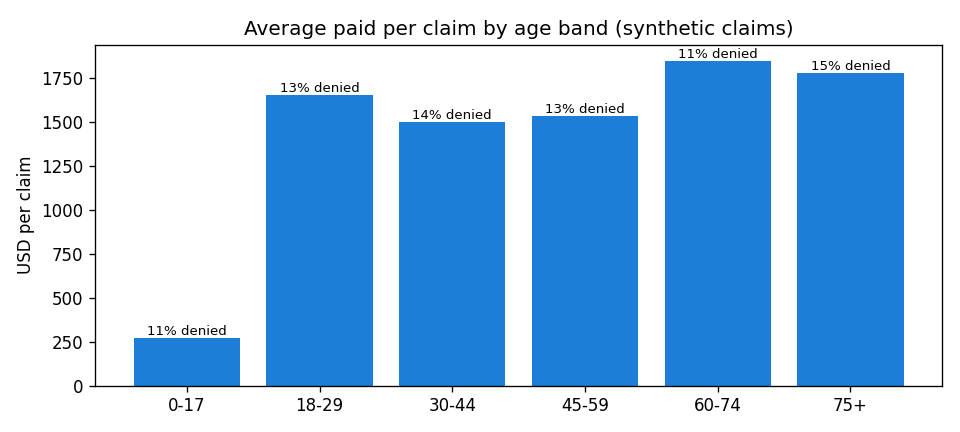 Average paid per claim by age band (synthetic claims)
USD per claim
1750
1500
1250
1000
750
500
250
0
11% denied
13% denied
14% denied
13% denied
11% denied
15% denied
0-17
18-29
30-44
45-59
60-74
75+